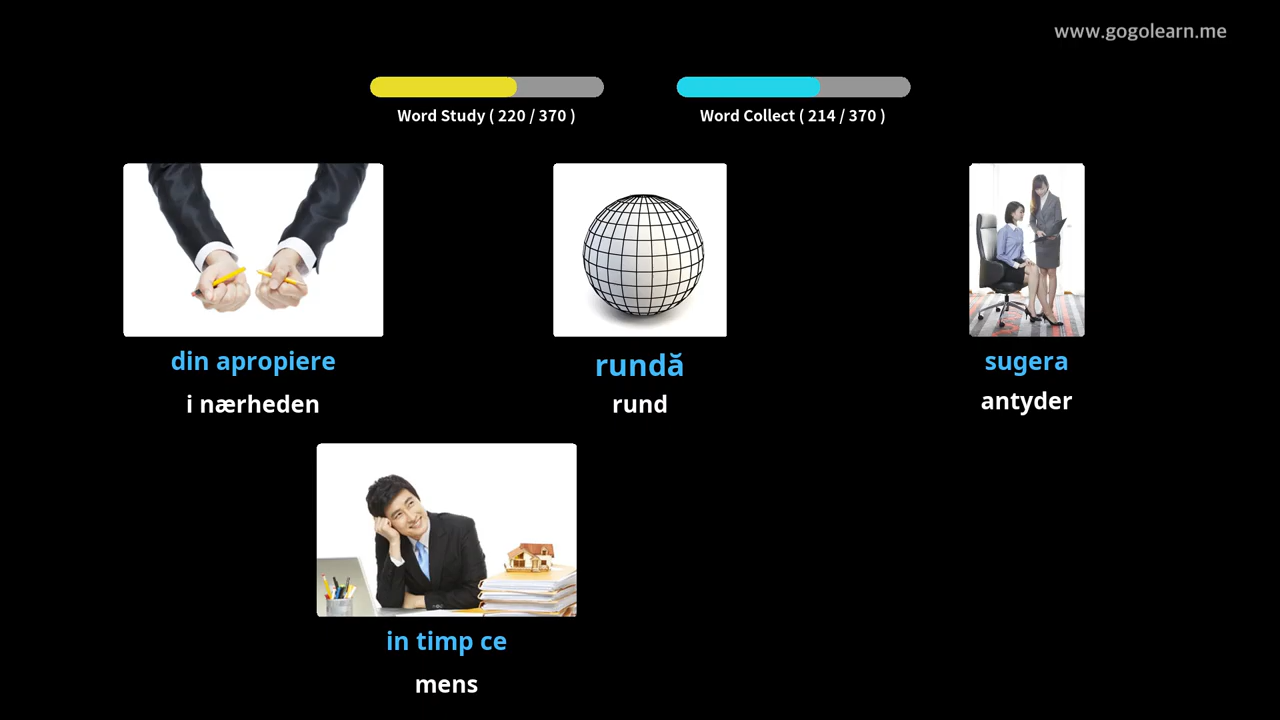 www.gogolearn.me
Word Study ( 220 / 370 )
Word Collect ( 214 / 370 )
din apropiere
i nærheden
rundă
rund
sugera
antyder
in timp ce
mens